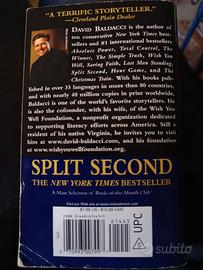 "A TERRIFIC STORYTELLER."
—Cleveland Plain Dealer
DAVID BALDACCI is the author of
ten consecutive New York Times best-
sellers and #1 international bestsellers
Absolute Power, Total Control, The
Winner, The Simple Truth, Wish You
Well, Saving Faith, Last Man Standing,
Split Second, Hour Game, and The
Christmas Train. With his books pub-
lished in over 35 languages in more than 80 countries,
and with nearly 40 million copies in print worldwide,
Baldacci is one of the world's favorite storytellers. He
is also the cofounder, with his wife, of the Wish You
Well Foundation, a nonprofit organization dedicated
to supporting literacy efforts across America. Still a
resident of his native Virginia, he invites you to visit
him at www.david-baldacci.com, and his foundation
at www.wishyouwellfoundation.org.
SPLIT SECOND
THE NEW YORK TIMES BESTSELLER
A Main Selection of Book-of-the-Month Club
UPC
Subito